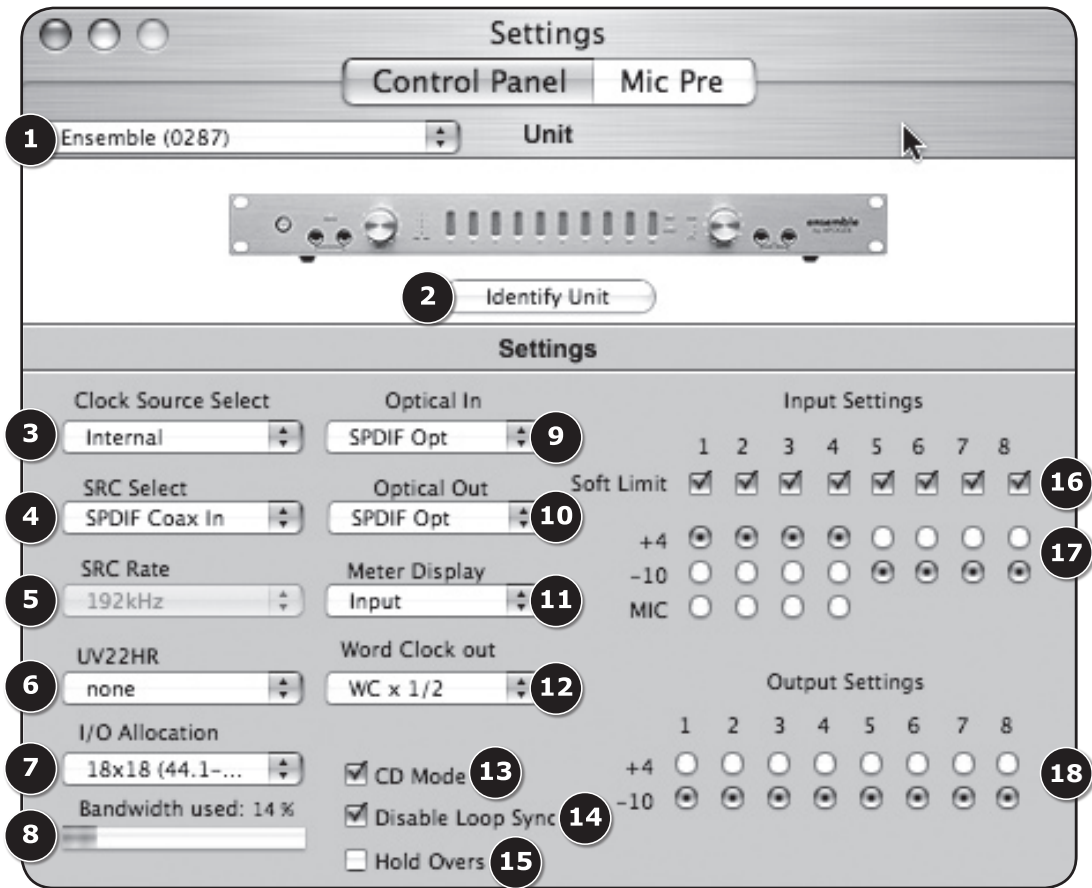 Settings
Control Panel Mic Pre
1 Ensemble (0287) Unit
ensemble
2 Identify Unit
Settings
Clock Source Select
3 Internal
SRC Select
4 SPDIF Coax In
SRC Rate
5 192kHz
UV22HR
6 none
I/O Allocation
7 18x18 (44.1-...
Bandwidth used: 14 %
8
Optical In
SPDIF Opt 9
Optical Out
SPDIF Opt 10
Meter Display
Input 11
Word Clock out
WC x 1/2 12
CD Mode 13
Disable Loop Sync 14
Hold Overs 15
Input Settings
1 2 3 4 5 6 7 8
Soft Limit 16
+4 17
-10
MIC
Output Settings
1 2 3 4 5 6 7 8
+4 18
-10